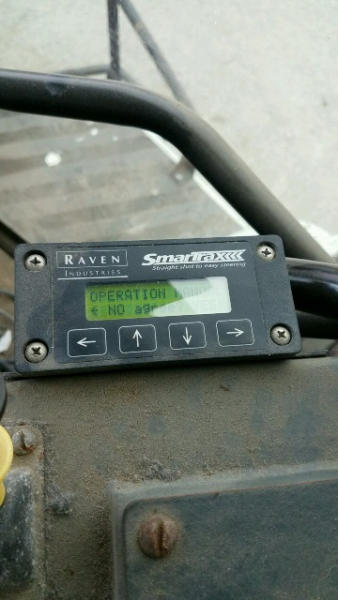 RAVEN
INDUSTRIES
SmarTrax
Straight shot to easy steering
OPERATION
← NO
← ↑ ↓ →